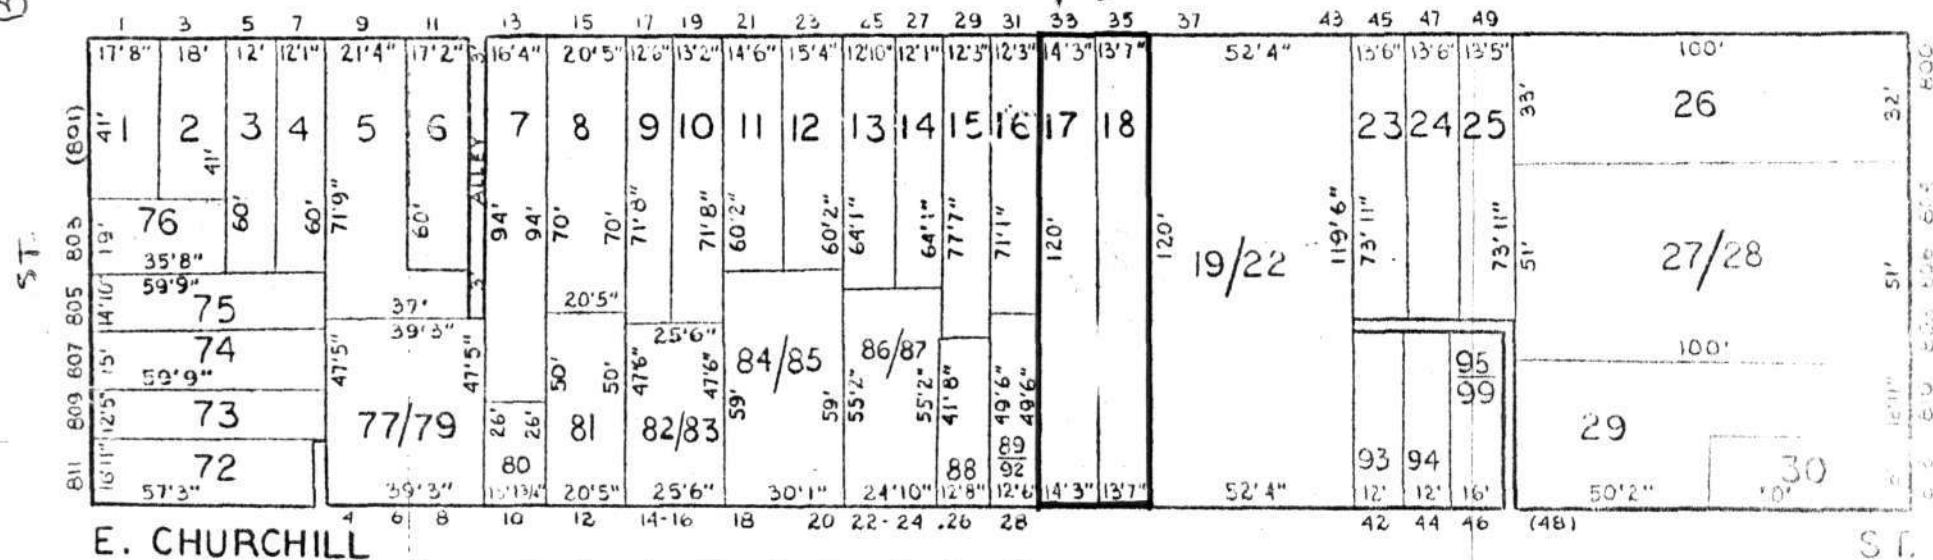 1 3 5 7 9 11 13 15 17 19 21 23 25 27 29 31 33 35 37 43 45 47 49
17'8" 18' 12' 12'1" 21'4" 17'2" 3' 16'4" 20'5" 12'6" 13'2" 14'6" 15'4" 12'10" 12'1" 12'3" 12'3" 14'3" 13'7" 52'4" 13'6" 13'6" 13'5" 100'
800
(801) 41' 1 2 41' 3 4 5 6 ALLEY 7 8 9 10 11 12 13 14 15 16 17 18 23 24 25 33' 26 32'
ST. 803 19' 76 60' 60' 71'9" 60' 94' 94' 70' 70' 71'8" 71'8" 60'2" 60'2" 64'1" 64'1" 77'7" 71'1" 120' 120' 19/22 119'6" 73'11" 73'11" 51' 27/28 51'
35'8"
805 14'10" 59'9" 75 37' 3' 20'5"
39'3" 25'6"
807 15' 74 59'9" 47'5" 47'5" 50' 50' 47'6" 47'6" 84/85 86/87 95/99 100'
809 12'5" 73 77/79 26' 26' 81 82/83 59' 59' 55'2" 55'2" 41'8" 49'6" 49'6" 29
811 16'11" 72 80 88 89/92 93 94 30
57'3" 39'3" 20'5" 25'6" 30'1" 24'10" 12'8" 12'6" 14'3" 13'7" 52'4" 12' 12' 16' 50'2"
4 6 8 10 12 14-16 18 20 22-24 .26 28 42 44 46 (48)
E. CHURCHILL ST.